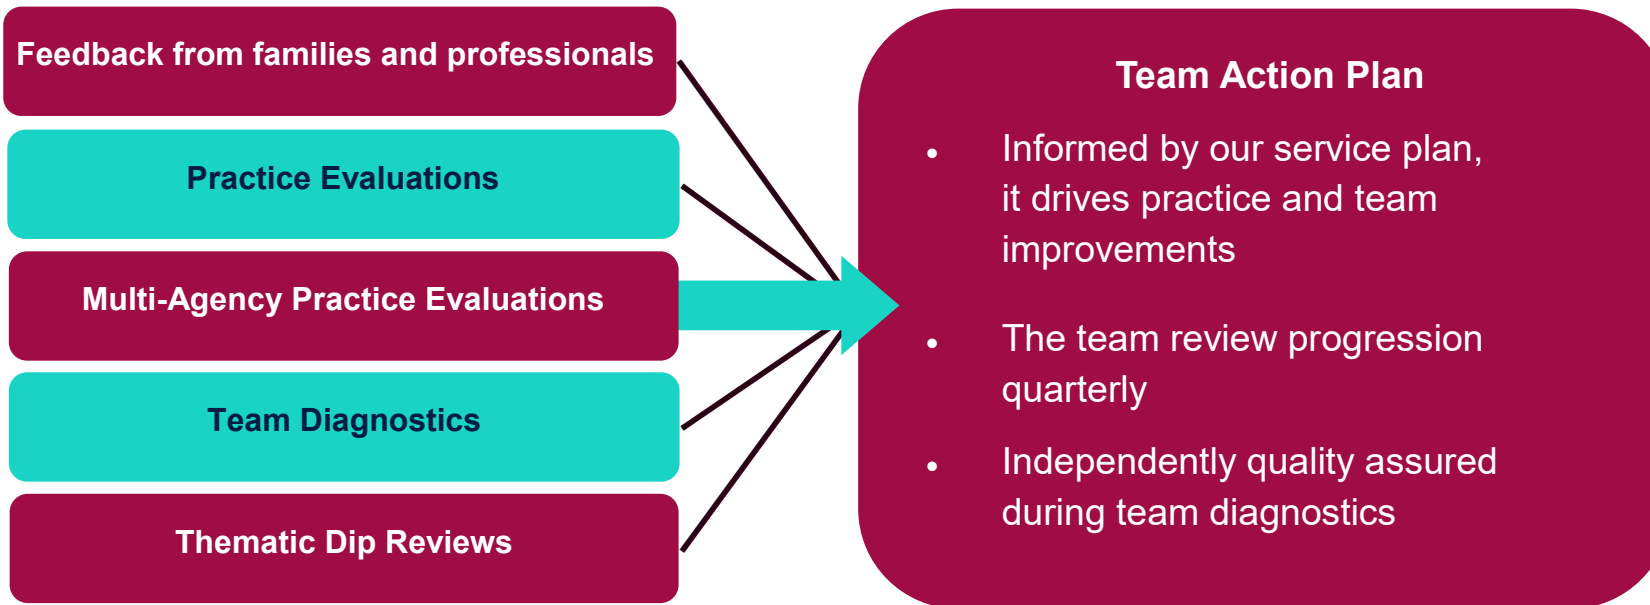 Feedback from families and professionals
Practice Evaluations
Multi-Agency Practice Evaluations
Team Diagnostics
Thematic Dip Reviews
Team Action Plan
• Informed by our service plan,
it drives practice and team
improvements
• The team review progression
quarterly
• Independently quality assured
during team diagnostics